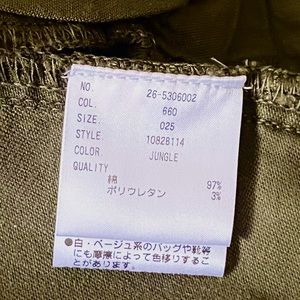 NO. 26-5306002
COL. 660
SIZE. 025
STYLE: 1082B114
COLOR: JUNGLE
QUALITY
綿 97%
ポリウレタン 3%
●白・ベージュ系のバッグや靴等
にも摩擦によって色移りするこ
とがあります。